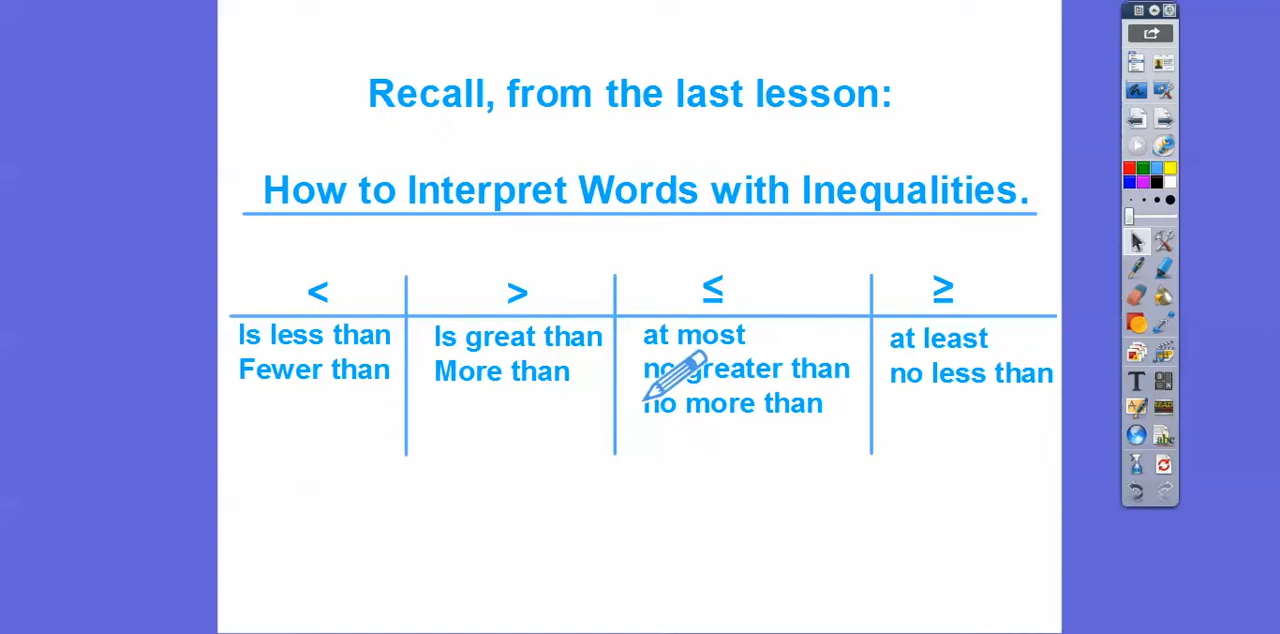 Recall, from the last lesson:
How to Interpret Words with Inequalities.
< > ≤ ≥
Is less than
Fewer than
Is great than
More than
at most
no greater than
no more than
at least
no less than